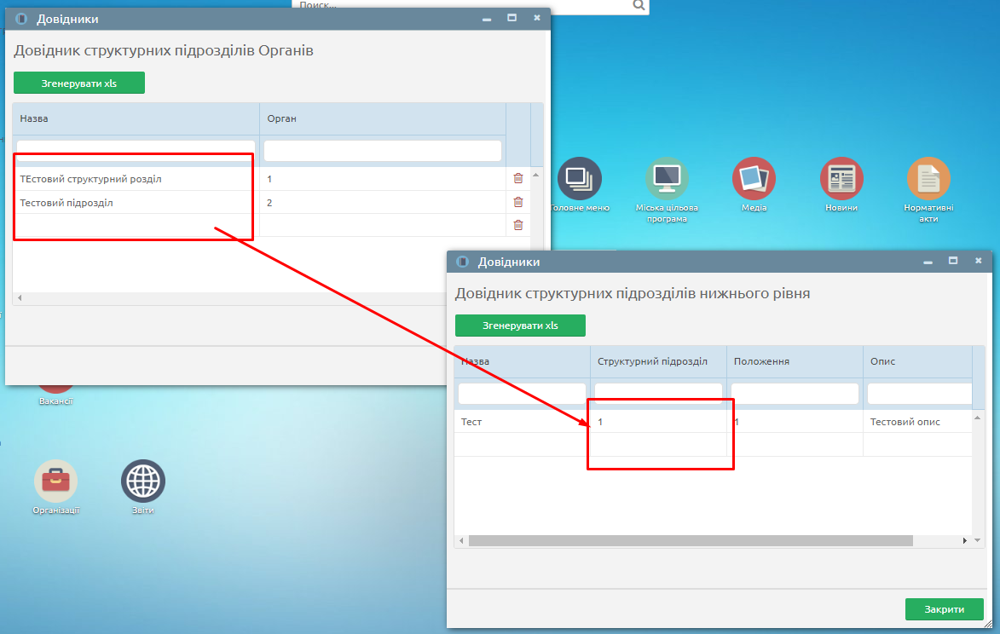 Поиск...
Довідники
Довідник структурних підрозділів Органів
Згенерувати xls
Назва Орган
ТЕстовий структурний розділ 1
Тестовий підрозділ 2
Головне меню
Міська цільова
програма
Медіа
Новини
Нормативні
акти
Довідники
Довідник структурних підрозділів нижнього рівня
Згенерувати xls
Назва Структурний підрозділ Положення Опис
Тест 1 1 Тестовий опис
Закрити
Вакансії
Організації
Звіти